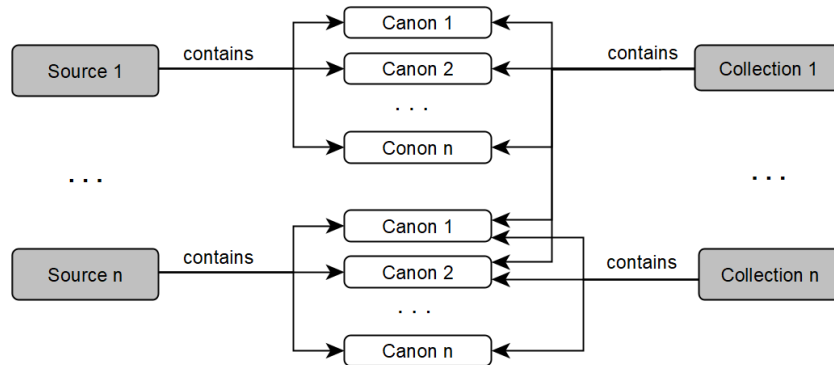 Canon 1
contains
contains
Source 1
Canon 2
Collection 1
. . .
Conon n
. . .
. . .
Canon 1
contains
contains
Source n
Canon 2
Collection n
. . .
Canon n